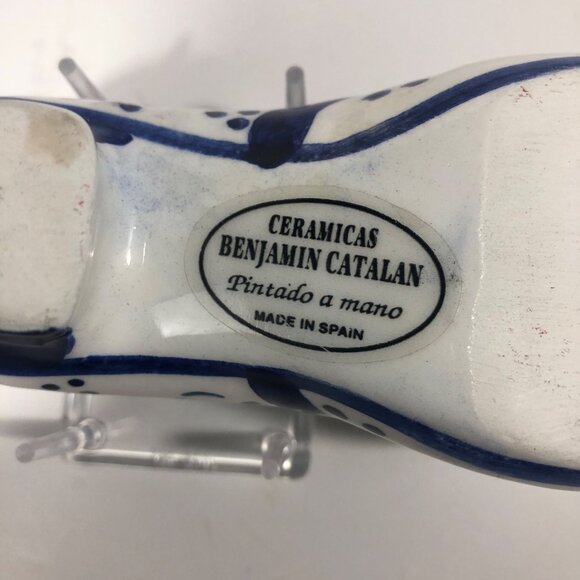 CERAMICAS
BENJAMIN CATALAN
Pintado a mano
MADE IN SPAIN